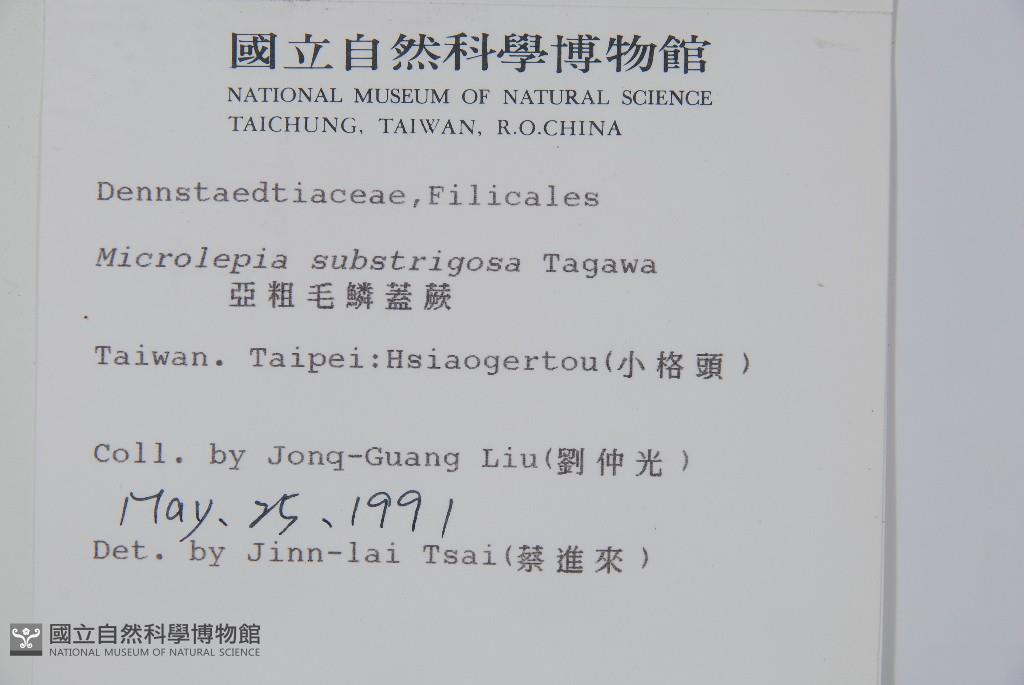 國立自然科學博物館
NATIONAL MUSEUM OF NATURAL SCIENCE
TAICHUNG, TAIWAN, R.O.CHINA
Dennstaedtiaceae,Filicales
Microlepia substrigosa Tagawa
亞粗毛鱗蓋蕨
Taiwan. Taipei:Hsiaogertou(小格頭)
Coll. by Jonq-Guang Liu(劉仲光)
May、25、1991
Det. by Jinn-lai Tsai(蔡進來)
國立自然科學博物館
NATIONAL MUSEUM OF NATURAL SCIENCE